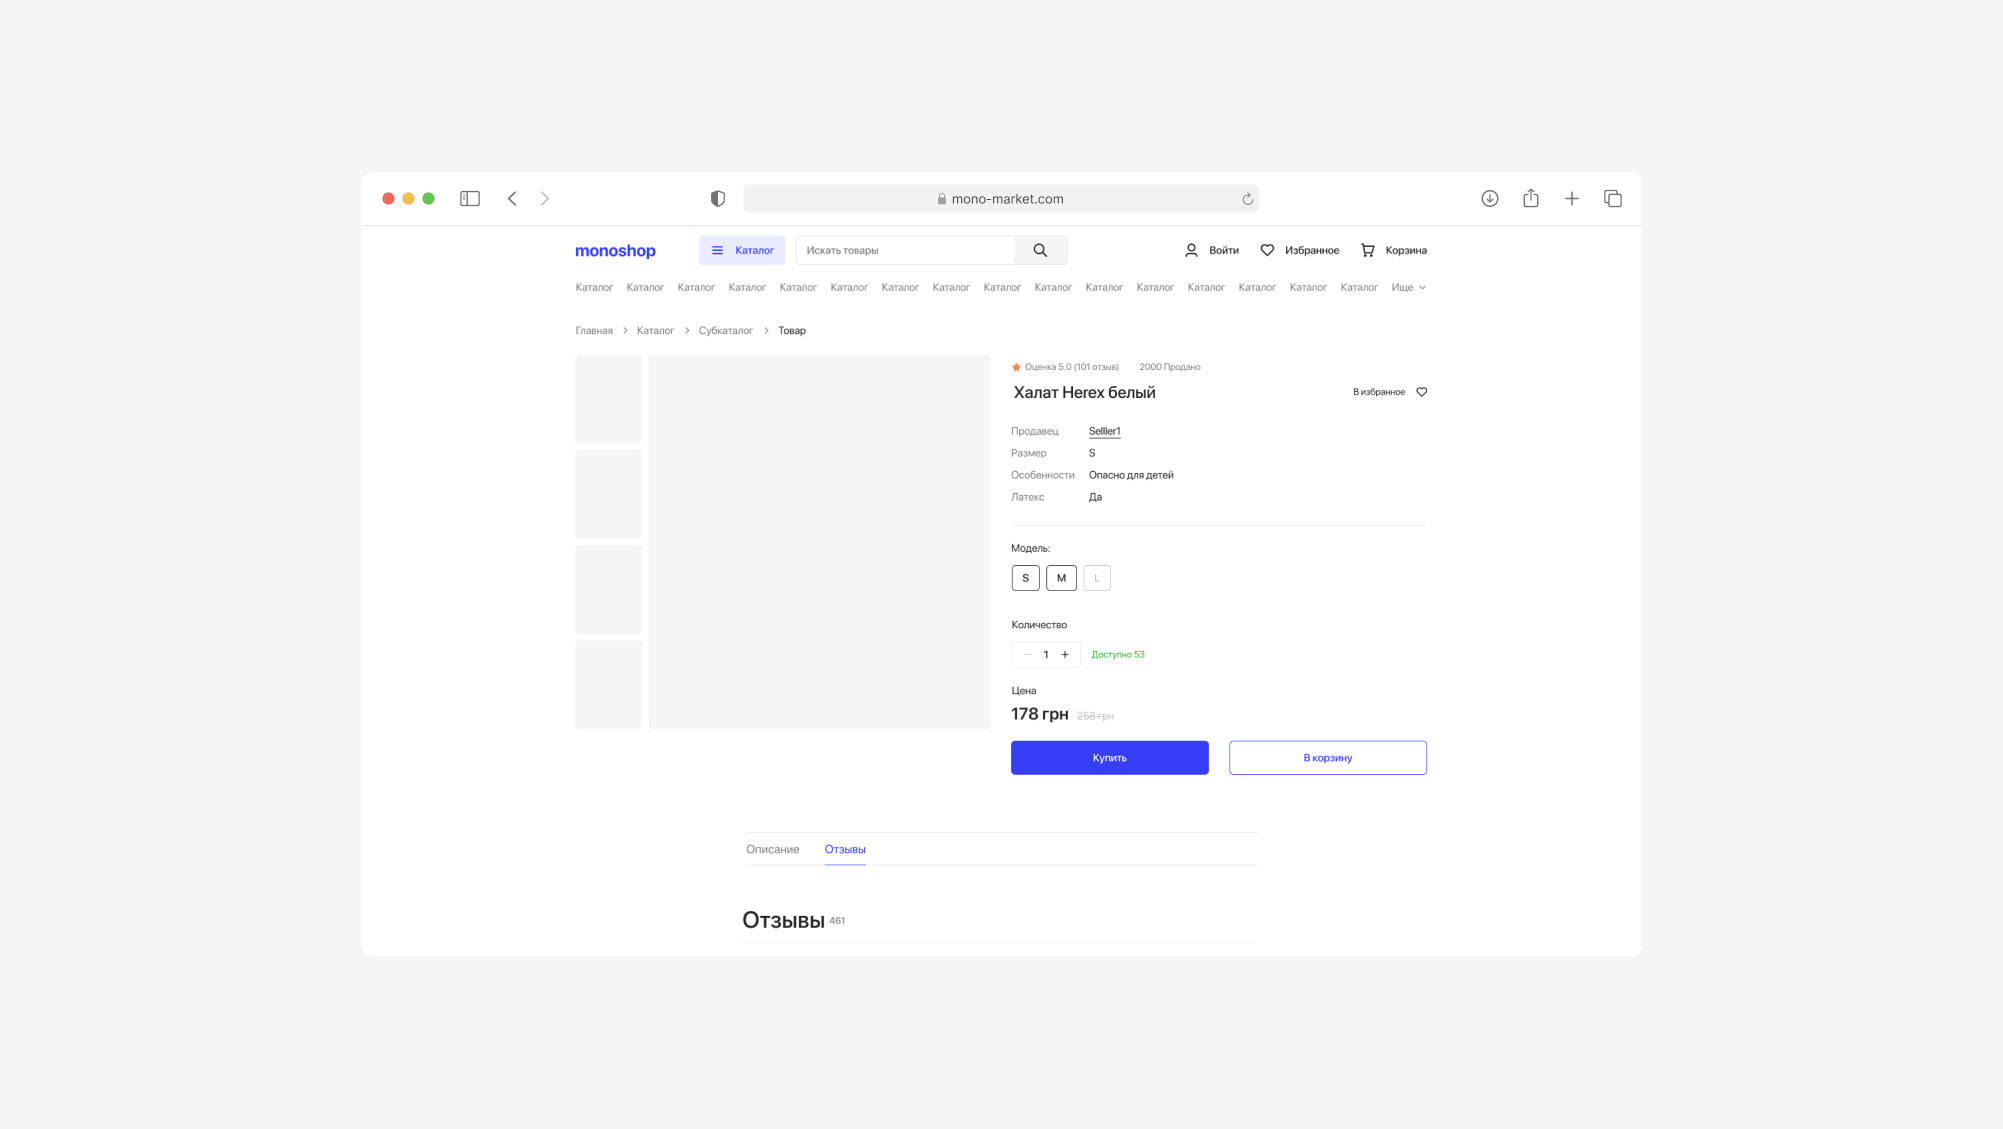 mono-market.com
monoshop Каталог Искать товары Войти Избранное Корзина
Каталог Каталог Каталог Каталог Каталог Каталог Каталог Каталог Каталог Каталог Каталог Каталог Каталог Каталог Каталог Каталог Ище
Главная Каталог Субкаталог Товар
Оценка 5.0 (101 отзыв) 2000 Продано
Халат Herex белый В избранное
Продавец Selller1
Размер S
Особенности Опасно для детей
Латекс Да
Модель:
S M L
Количество
1 + Доступно 53
Цена
178 грн 258 грн
Купить В корзину
Описание Отзывы
Отзывы 461